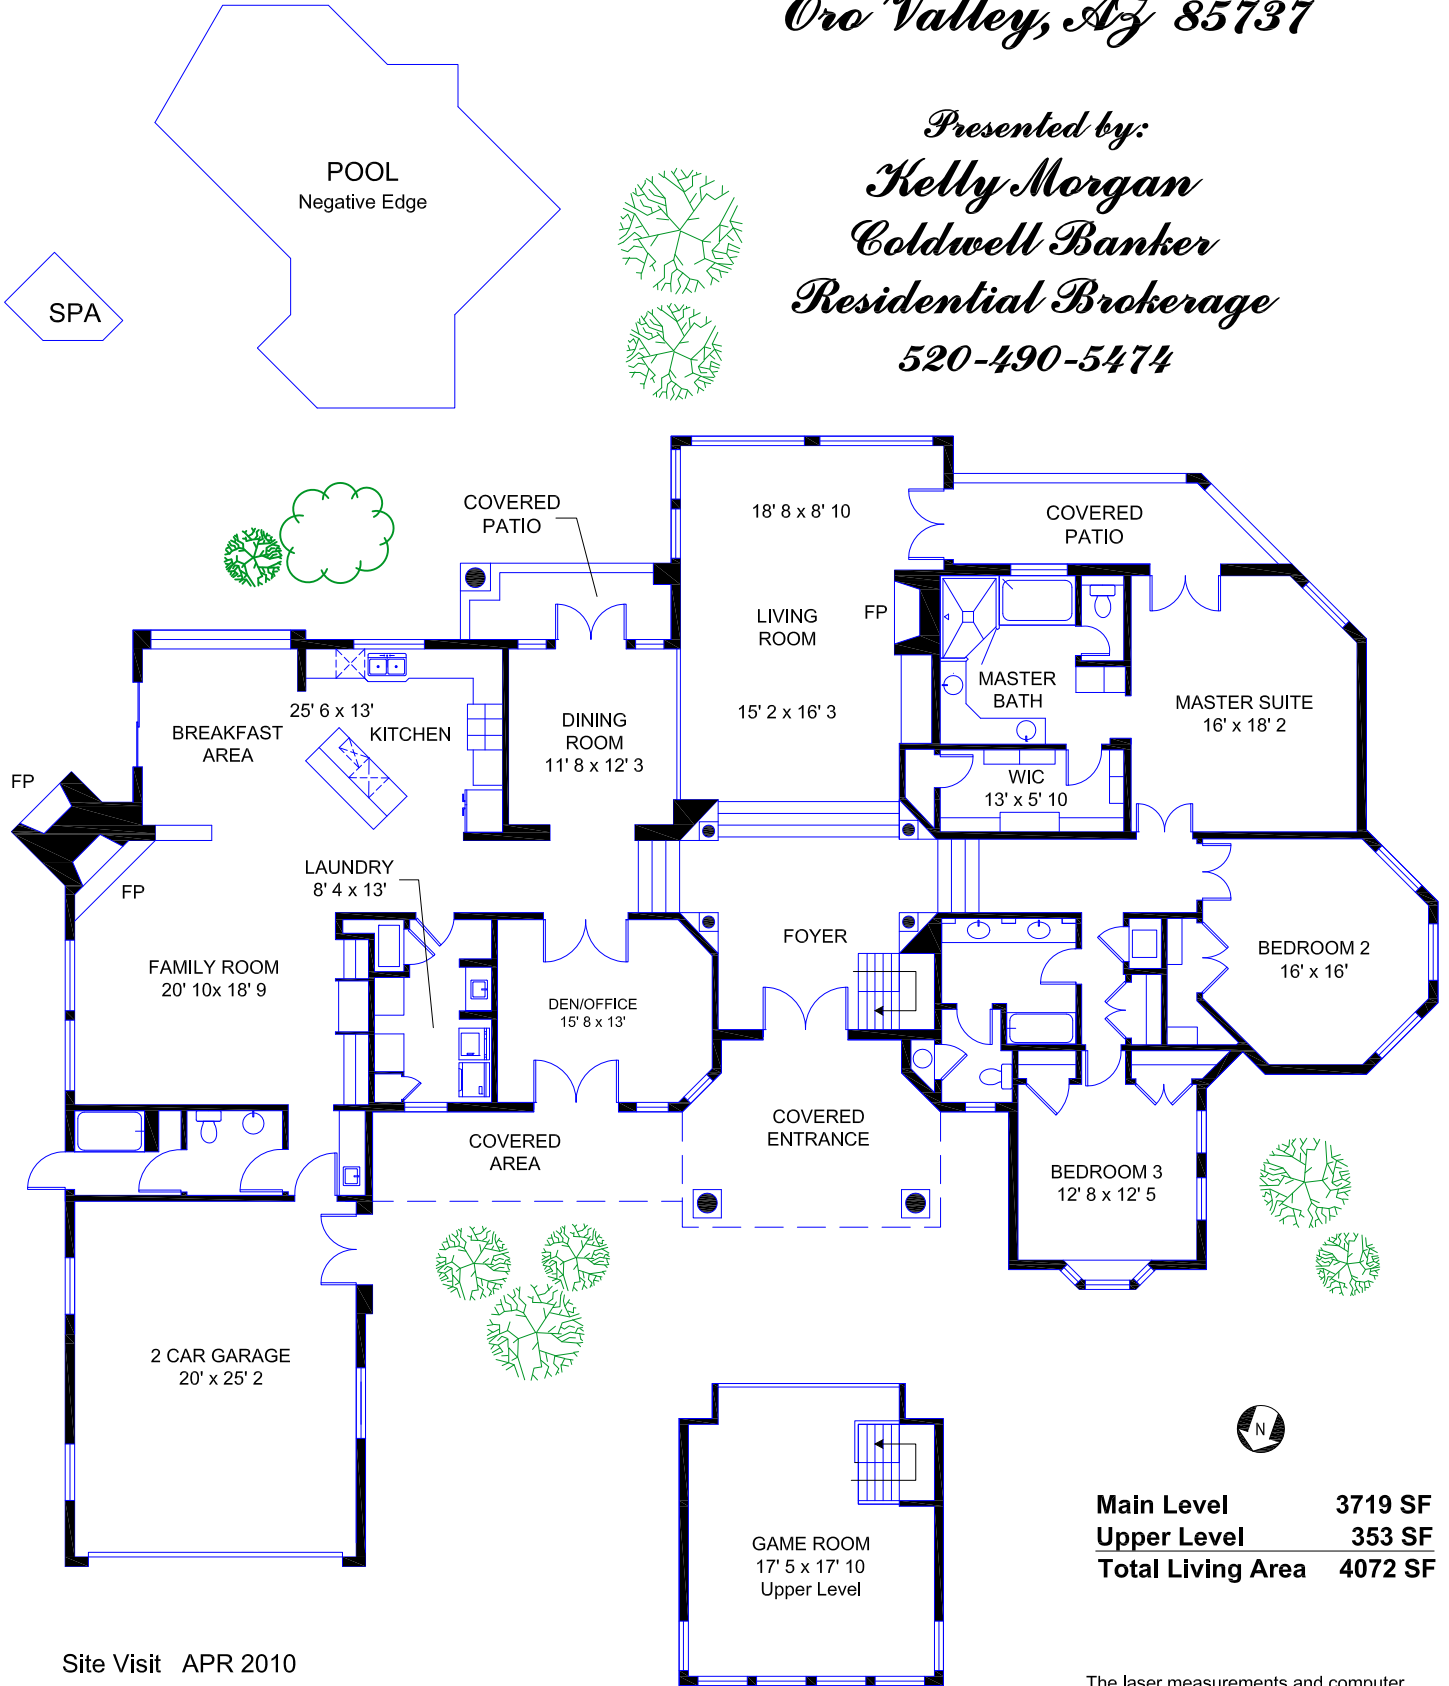 Oro Valley, Az 85737
Presented by:
Kelly Morgan
Coldwell Banker
Residential Brokerage
520-490-5474
POOL
Negative Edge
SPA
COVERED
PATIO
18' 8 x 8' 10
COVERED
PATIO
LIVING
ROOM
FP
15' 2 x 16' 3
MASTER
BATH
MASTER SUITE
16' x 18' 2
25' 6 x 13'
BREAKFAST
AREA
KITCHEN
DINING
ROOM
11' 8 x 12' 3
WIC
13' x 5' 10
FP
FP
LAUNDRY
8' 4 x 13'
FOYER
BEDROOM 2
16' x 16'
FAMILY ROOM
20' 10x 18' 9
DEN/OFFICE
15' 8 x 13'
COVERED
AREA
COVERED
ENTRANCE
BEDROOM 3
12' 8 x 12' 5
2 CAR GARAGE
20' x 25' 2
GAME ROOM
17' 5 x 17' 10
Upper Level
N
Main Level 3719 SF
Upper Level 353 SF
Total Living Area 4072 SF
Site Visit APR 2010
The laser measurements and computer